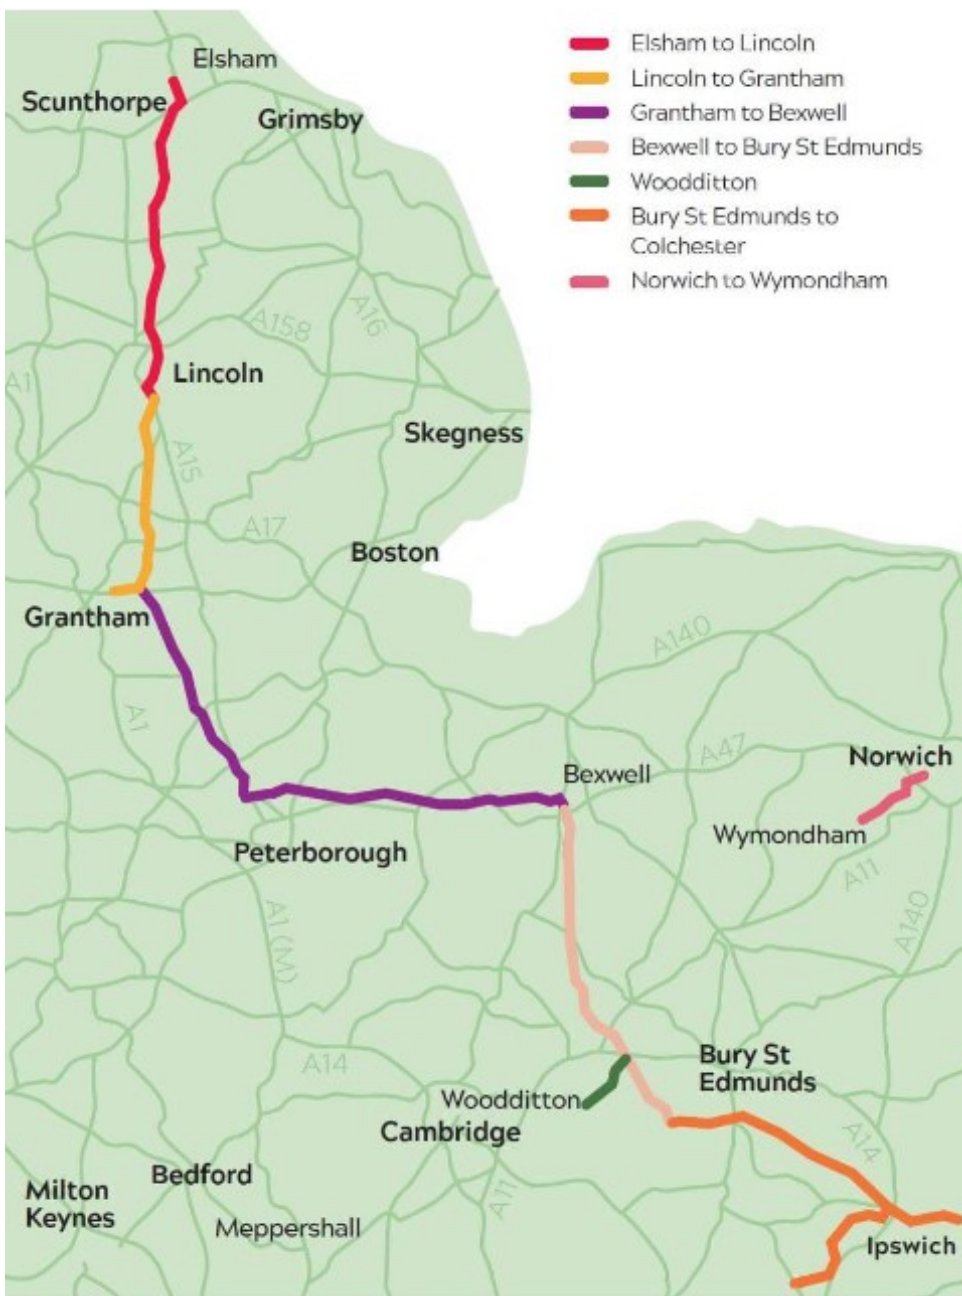 Elsham to Lincoln
Lincoln to Grantham
Grantham to Bexwell
Bexwell to Bury St Edmunds
Woodditton
Bury St Edmunds to
Colchester
Norwich to Wymondham
Elsham
Scunthorpe
Grimsby
A158
A16
A1
Lincoln
Skegness
A15
A17
Boston
Grantham
A140
A1
A47
Norwich
Bexwell
Wymondham
Peterborough
A11
A1(M)
A140
Bury St
Edmunds
A14
Woodditton
Cambridge
A14
Bedford
Milton
Keynes
A11
Meppershall
Ipswich